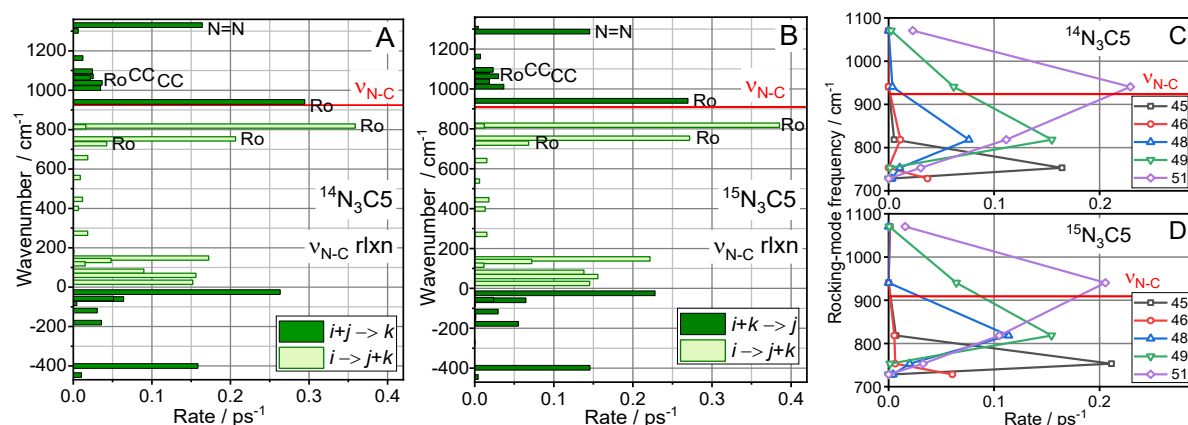 A
N=N
Ro CC CC
ν_N-C
Ro
Ro
Ro
¹⁴N₃C5
ν_N-C rlxn
i+j –> k
i –> j+k
1200
1000
800
600
400
200
0
-200
-400
Wavenumber / cm⁻¹
0.0 0.1 0.2 0.3 0.4
Rate / ps⁻¹
B
N=N
Ro CC CC
ν_N-C
Ro
Ro
Ro
¹⁵N₃C5
ν_N-C rlxn
i+k –> j
i –> j+k
1200
1000
800
600
400
200
0
-200
-400
Wavenumber / cm⁻¹
0.0 0.1 0.2 0.3 0.4
Rate / ps⁻¹
C
¹⁴N₃C5
ν_N-C
45
46
48
49
51
1100
1000
900
800
700
0.0 0.1 0.2
Rocking-mode frequency / cm⁻¹
¹⁵N₃C5
D
ν_N-C
45
46
48
49
51
1100
1000
900
800
700
0.0 0.1 0.2
Rate / ps⁻¹